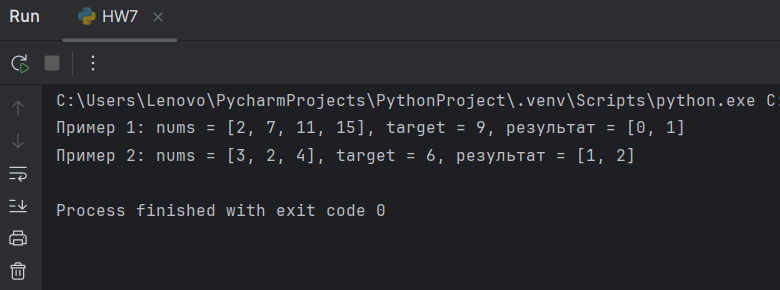 Run HW7
C:\Users\Lenovo\PycharmProjects\PythonProject\.venv\Scripts\python.exe C:
Пример 1: nums = [2, 7, 11, 15], target = 9, результат = [0, 1]
Пример 2: nums = [3, 2, 4], target = 6, результат = [1, 2]
Process finished with exit code 0